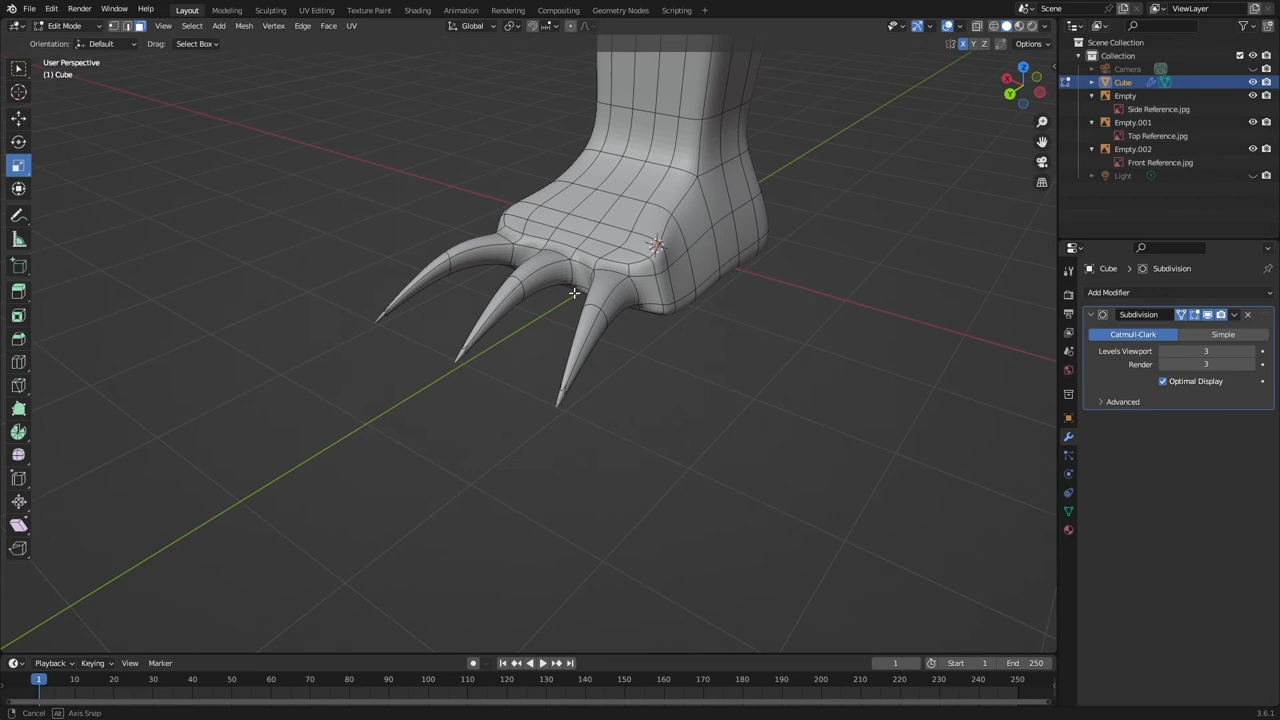 File Edit Render Window Help Layout Modeling Sculpting UV Editing Texture Paint Shading Animation Rendering Compositing Geometry Nodes Scripting + Scene ViewLayer
Edit Mode View Select Add Mesh Vertex Edge Face UV Global
Orientation: Default Drag: Select Box X Y Z Options
User Perspective
(1) Cube
Scene Collection
Collection
Camera
Cube
Empty
Side Reference.jpg
Empty.001
Top Reference.jpg
Empty.002
Front Reference.jpg
Light
Cube > Subdivision
Add Modifier
Subdivision
Catmull-Clark Simple
Levels Viewport 3
Render 3
Optimal Display
> Advanced
Playback Keying View Marker 1 Start 1 End 250
1 10 20 30 40 50 60 70 80 90 100 110 120 130 140 150 160 170 180 190 200 210 220 230 240 250
Cancel Alt Axis Snap 3.6.1